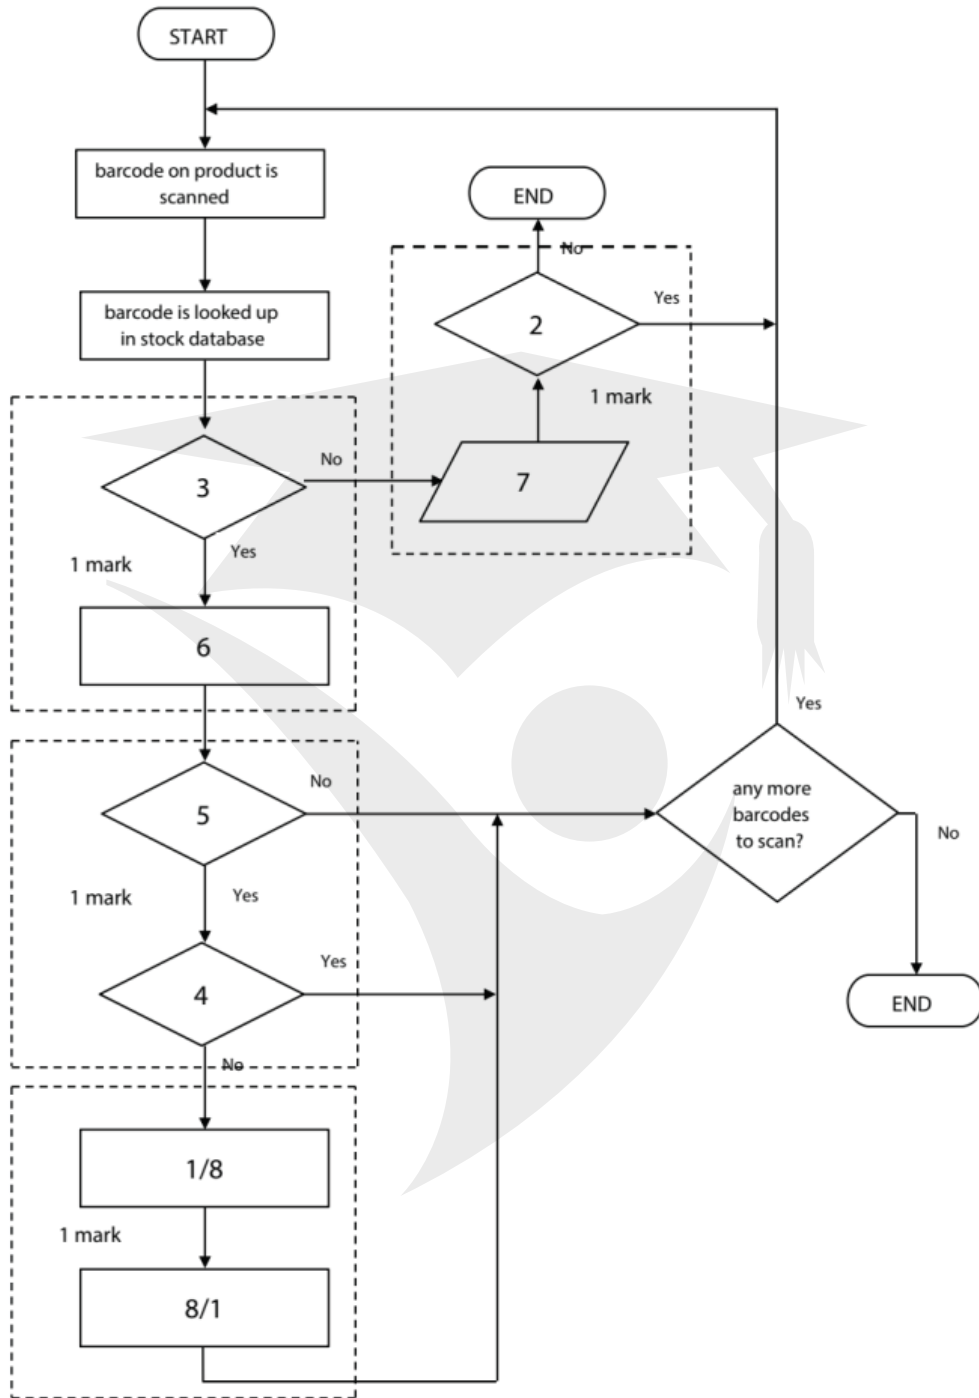 START
barcode on product is
scanned
END
No
barcode is looked up
in stock database
Yes
2
1 mark
No
3
7
Yes
1 mark
6
Yes
No
any more
barcodes
to scan?
5
No
Yes
1 mark
Yes
4
END
No
1/8
1 mark
8/1